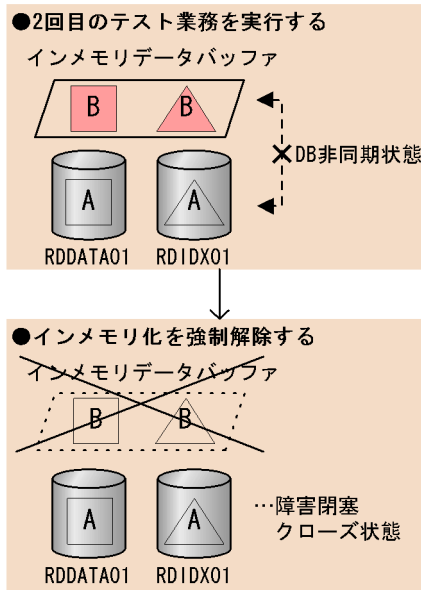 ●2回目のテスト業務を実行する
インメモリデータバッファ
B B
DB非同期状態
A A
RDDATA01 RDIDX01
●インメモリ化を強制解除する
インメモリデータバッファ
B B
A A
…障害閉塞
クローズ状態
RDDATA01 RDIDX01